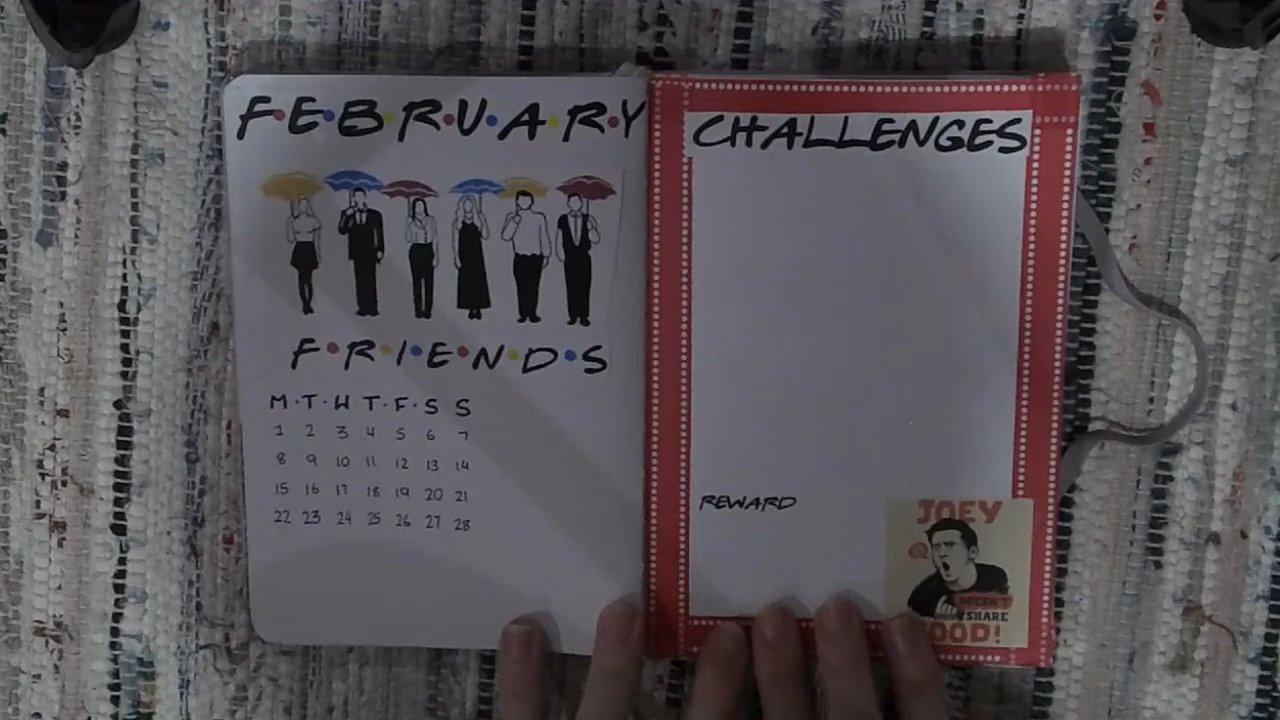 F·E·B·R·U·A·R·Y
F·R·I·E·N·D·S
M·T·W T·F·S S
1 2 3 4 5 6 7
8 9 10 11 12 13 14
15 16 17 18 19 20 21
22 23 24 25 26 27 28
CHALLENGES
REWARD
JOEY
SHARE